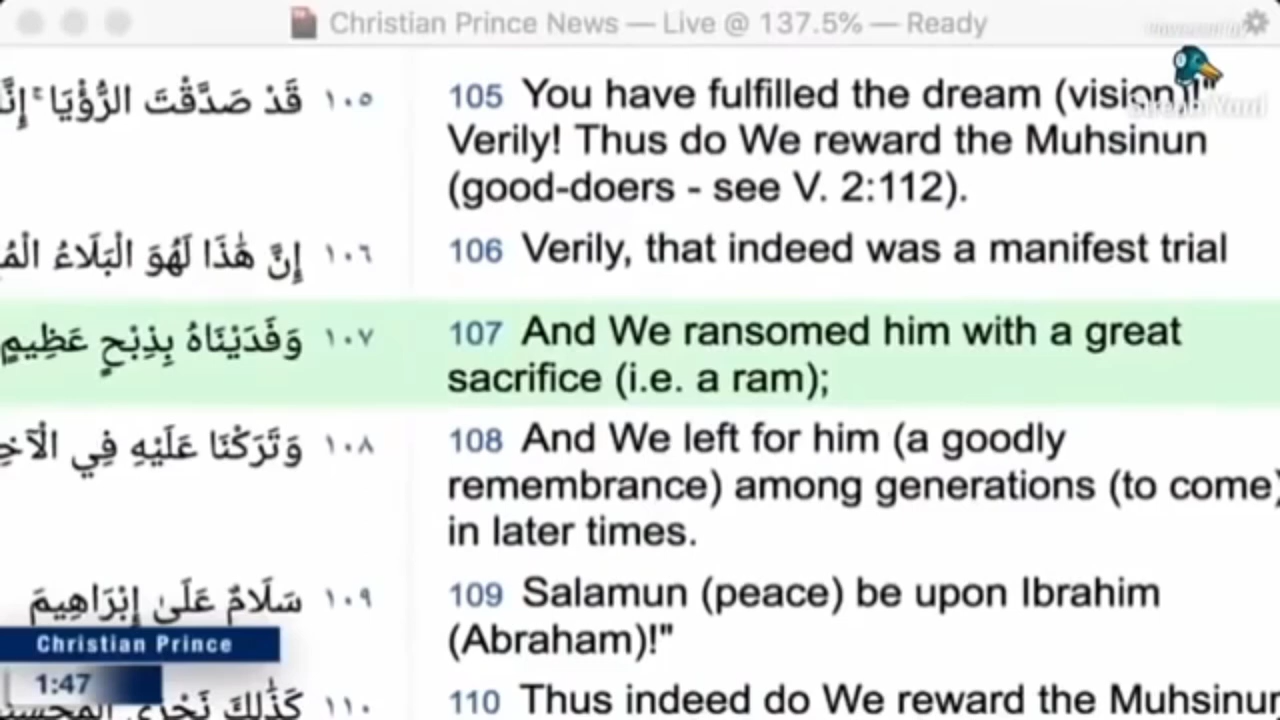 Christian Prince News — Live @ 137.5% — Ready
١٠٥ قَدْ صَدَّقْتَ الرُّؤْيَا ۚ إِنَّا
105 You have fulfilled the dream (vision)!"
Verily! Thus do We reward the Muhsinun
(good-doers - see V. 2:112).
١٠٦ إِنَّ هَٰذَا لَهُوَ الْبَلَاءُ
106 Verily, that indeed was a manifest trial
١٠٧ وَفَدَيْنَاهُ بِذِبْحٍ عَظِيمٍ
107 And We ransomed him with a great
sacrifice (i.e. a ram);
١٠٨ وَتَرَكْنَا عَلَيْهِ فِي
108 And We left for him (a goodly
remembrance) among generations (to come)
in later times.
١٠٩ سَلَامٌ عَلَىٰ إِبْرَاهِيمَ
109 Salamun (peace) be upon Ibrahim
(Abraham)!"
Christian Prince
1:47
١١٠ كَذَٰلِكَ نَجْزِي
110 Thus indeed do We reward the Muhsinun